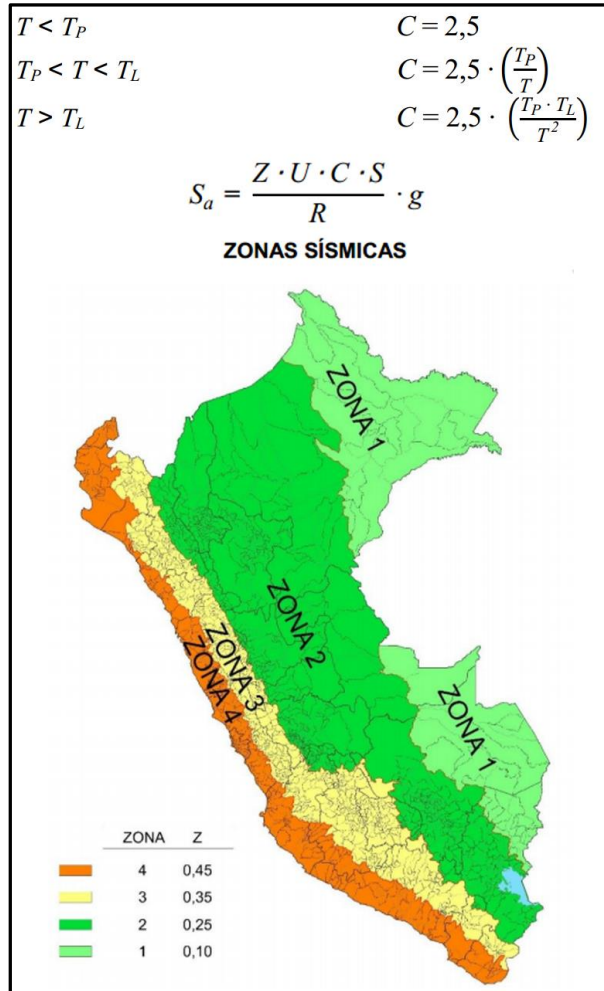 T < T_P C = 2,5
T_P < T < T_L C = 2,5 · (T_P / T)
T > T_L C = 2,5 · (T_P · T_L / T²)
S_a = Z · U · C · S / R · g
ZONAS SÍSMICAS
ZONA 1
ZONA 2
ZONA 3
ZONA 4
ZONA 1
ZONA Z
4 0,45
3 0,35
2 0,25
1 0,10